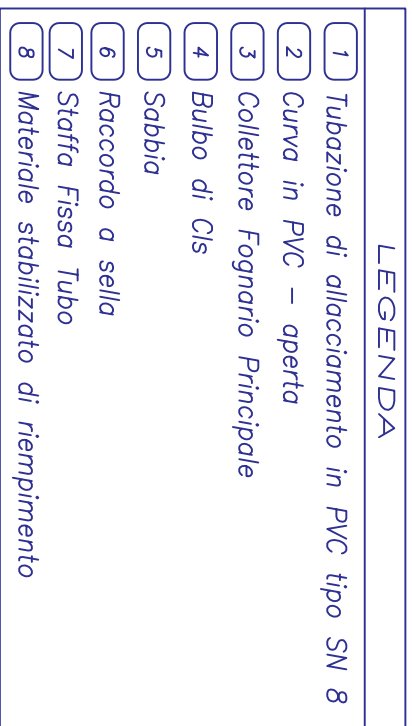 LEGENDA
1 Tubazione di allacciamento in PVC tipo SN 8
2 Curva in PVC - aperta
3 Collettore Fognario Principale
4 Bulbo di Cls
5 Sabbia
6 Raccordo a sella
7 Staffa Fissa Tubo
8 Materiale stabilizzato di riempimento